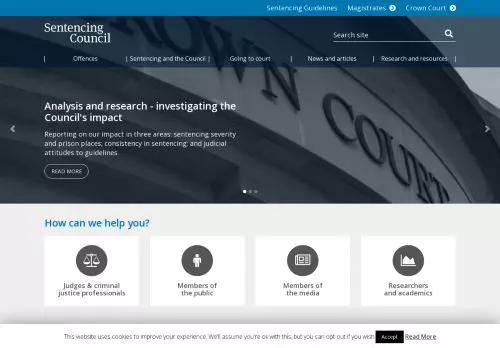 Sentencing Guidelines Magistrates Crown Court
Sentencing
Council
Search site
Offences
Sentencing and the Council
Going to court
News and articles
Research and resources
Analysis and research - investigating the
Council's impact
Reporting on our impact in three areas: sentencing severity
and prison places; consistency in sentencing; and judicial
attitudes to guidelines
READ MORE
CROWN COURT
COURT
How can we help you?
Judges & criminal
justice professionals
Members of
the public
Members of
the media
Researchers
and academics
This website uses cookies to improve your experience. We'll assume you're ok with this, but you can opt-out if you wish. Accept Read More